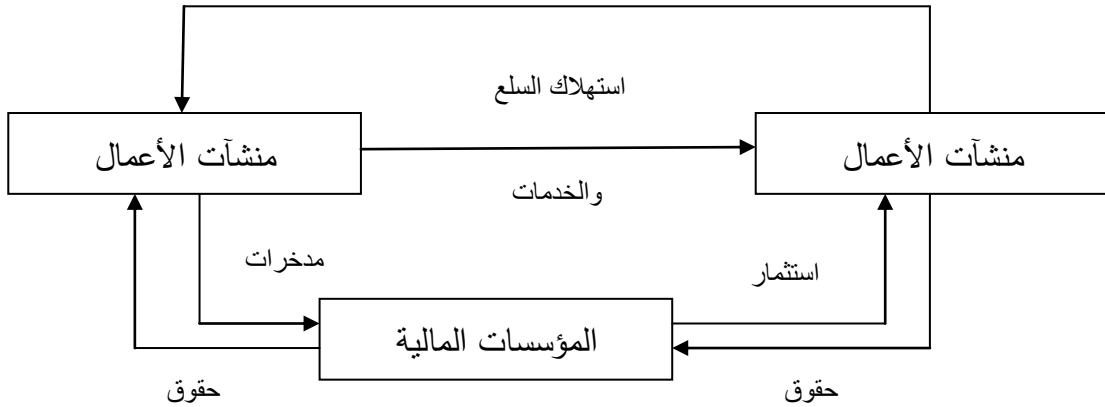 استهلاك السلع
منشآت الأعمال
منشآت الأعمال
والخدمات
استثمار
مدخرات
المؤسسات المالية
حقوق
حقوق